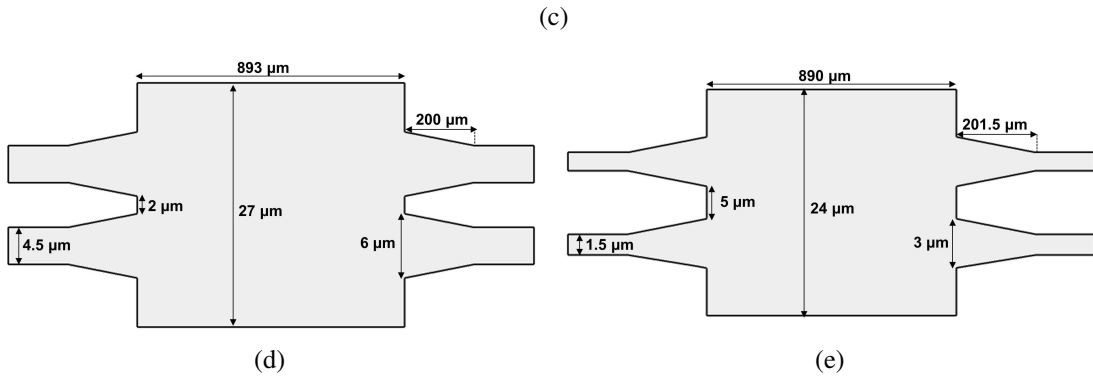 (c)
893 µm
200 µm
2 µm
27 µm
4.5 µm
6 µm
(d)
890 µm
201.5 µm
5 µm
24 µm
1.5 µm
3 µm
(e)